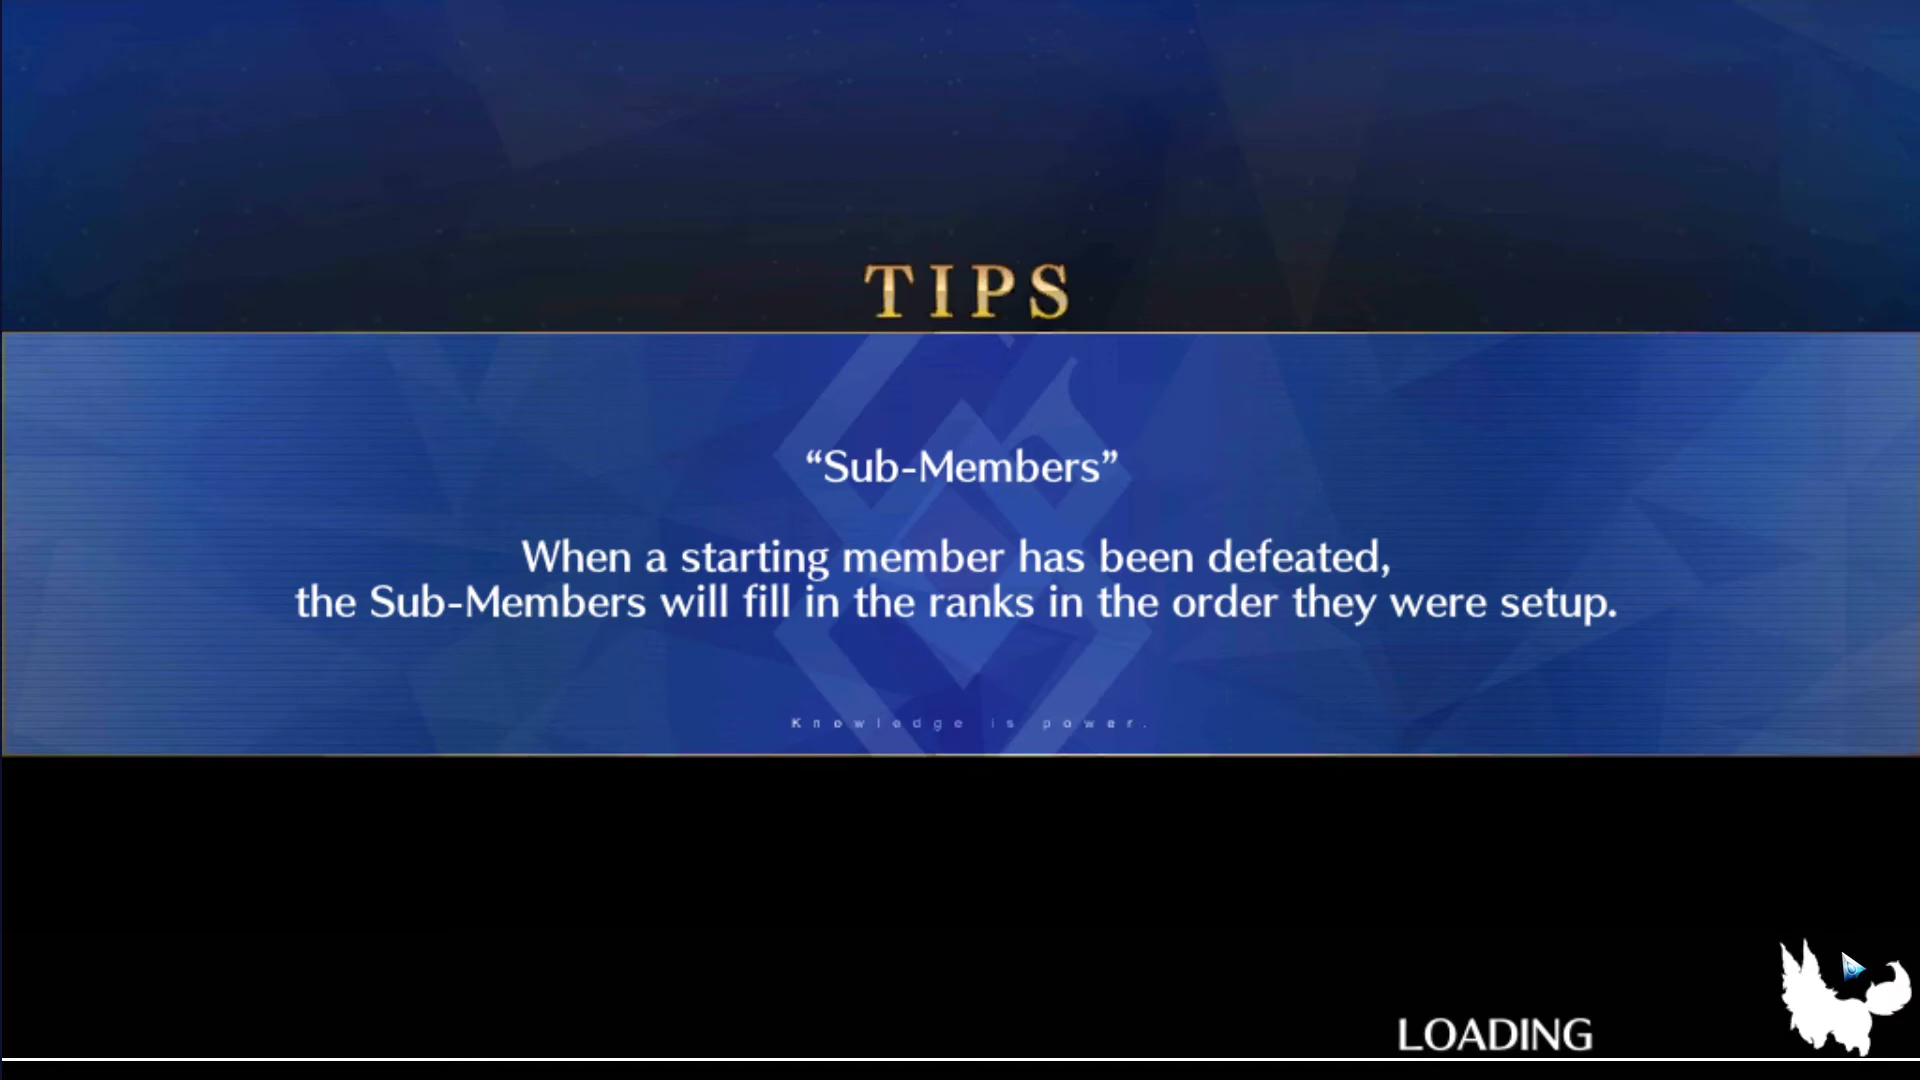 TIPS
“Sub-Members”
When a starting member has been defeated,
the Sub-Members will fill in the ranks in the order they were setup.
Knowledge is power.
LOADING